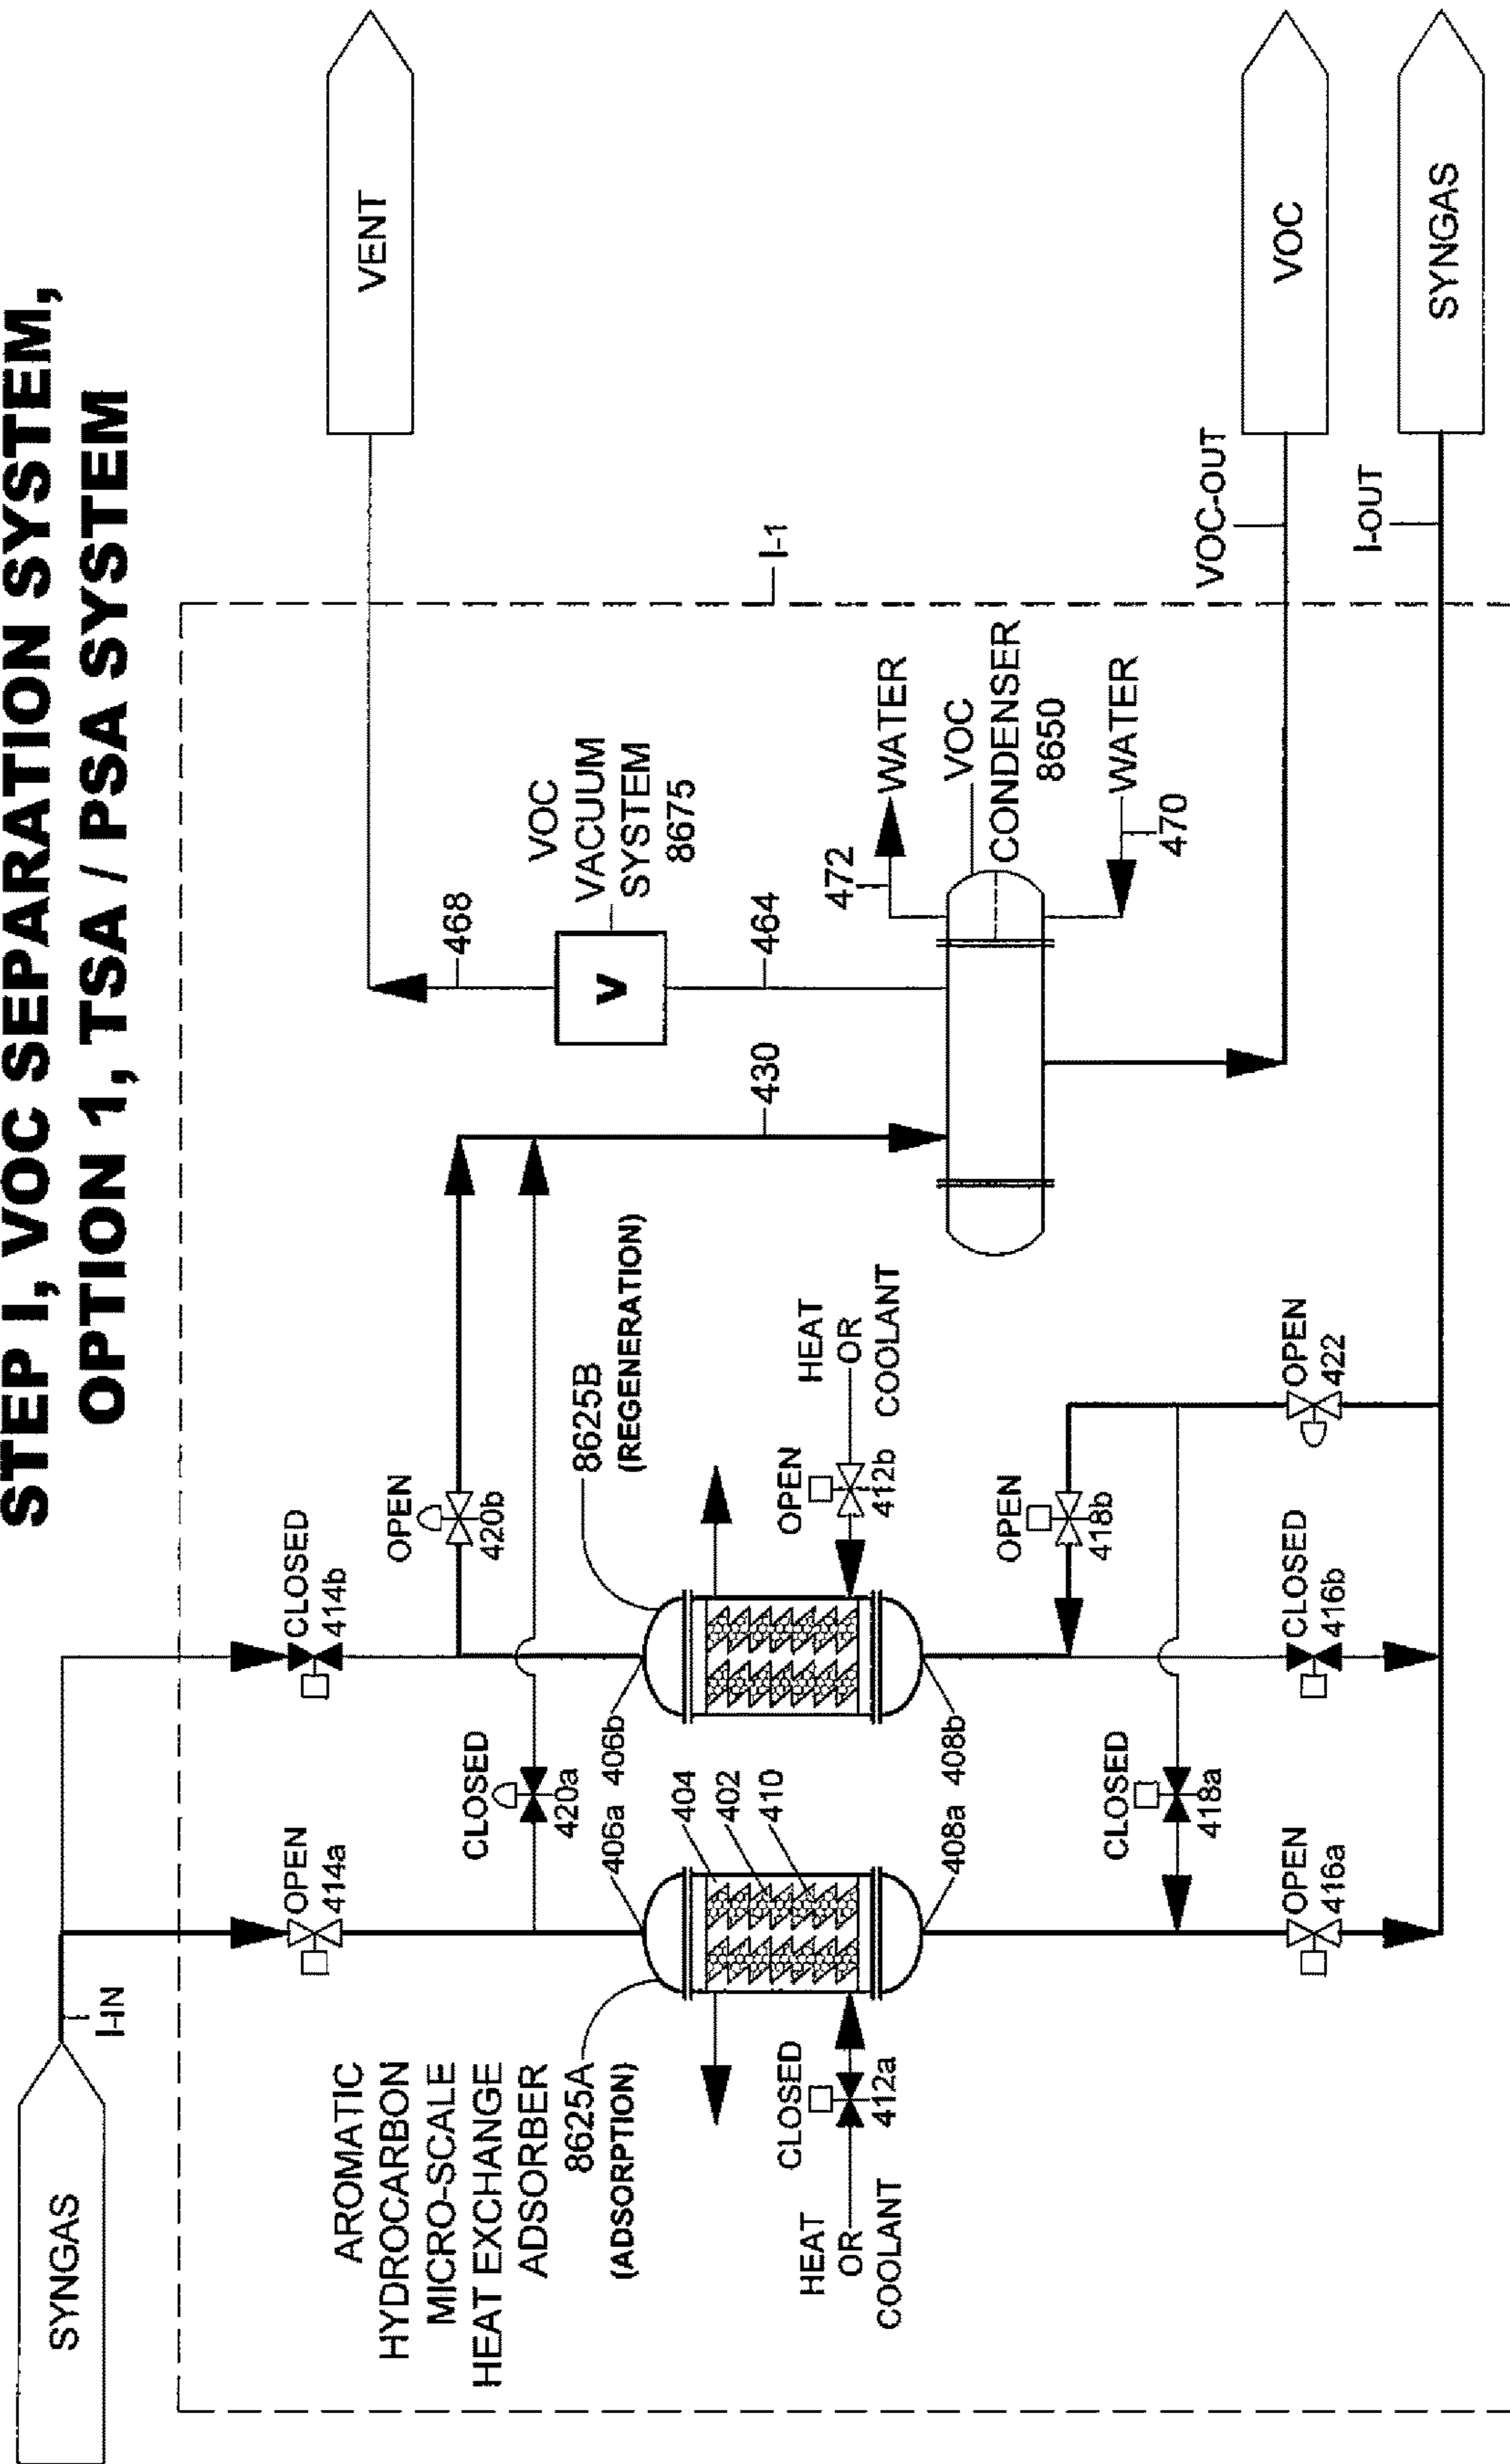 STEP I, VOC SEPARATION SYSTEM,
OPTION 1, TSA / PSA SYSTEM
SYNGAS
I-IN
VENT
OPEN
414a
CLOSED
414b
AROMATIC
HYDROCARBON
MICRO-SCALE
HEAT EXCHANGE
ADSORBER
8625A
(ADSORPTION)
CLOSED
420a
OPEN
420b
406a
406b
8625B
(REGENERATION)
404
402
410
HEAT
OR
COOLANT
CLOSED
412a
OPEN
412b
HEAT
OR
COOLANT
408a
408b
CLOSED
418a
OPEN
418b
OPEN
416a
CLOSED
416b
OPEN
422
468
VOC
VACUUM
SYSTEM
8675
V
430
464
472
WATER
VOC
CONDENSER
8650
WATER
470
I-1
VOC-OUT
VOC
I-OUT
SYNGAS